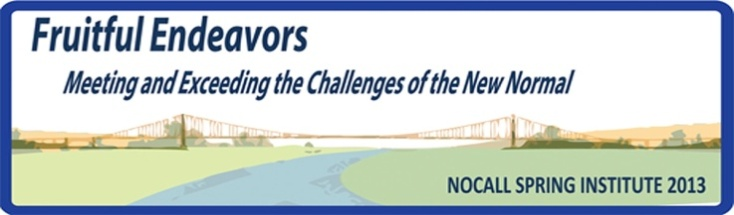 Fruitful Endeavors
Meeting and Exceeding the Challenges of the New Normal
NOCALL SPRING INSTITUTE 2013